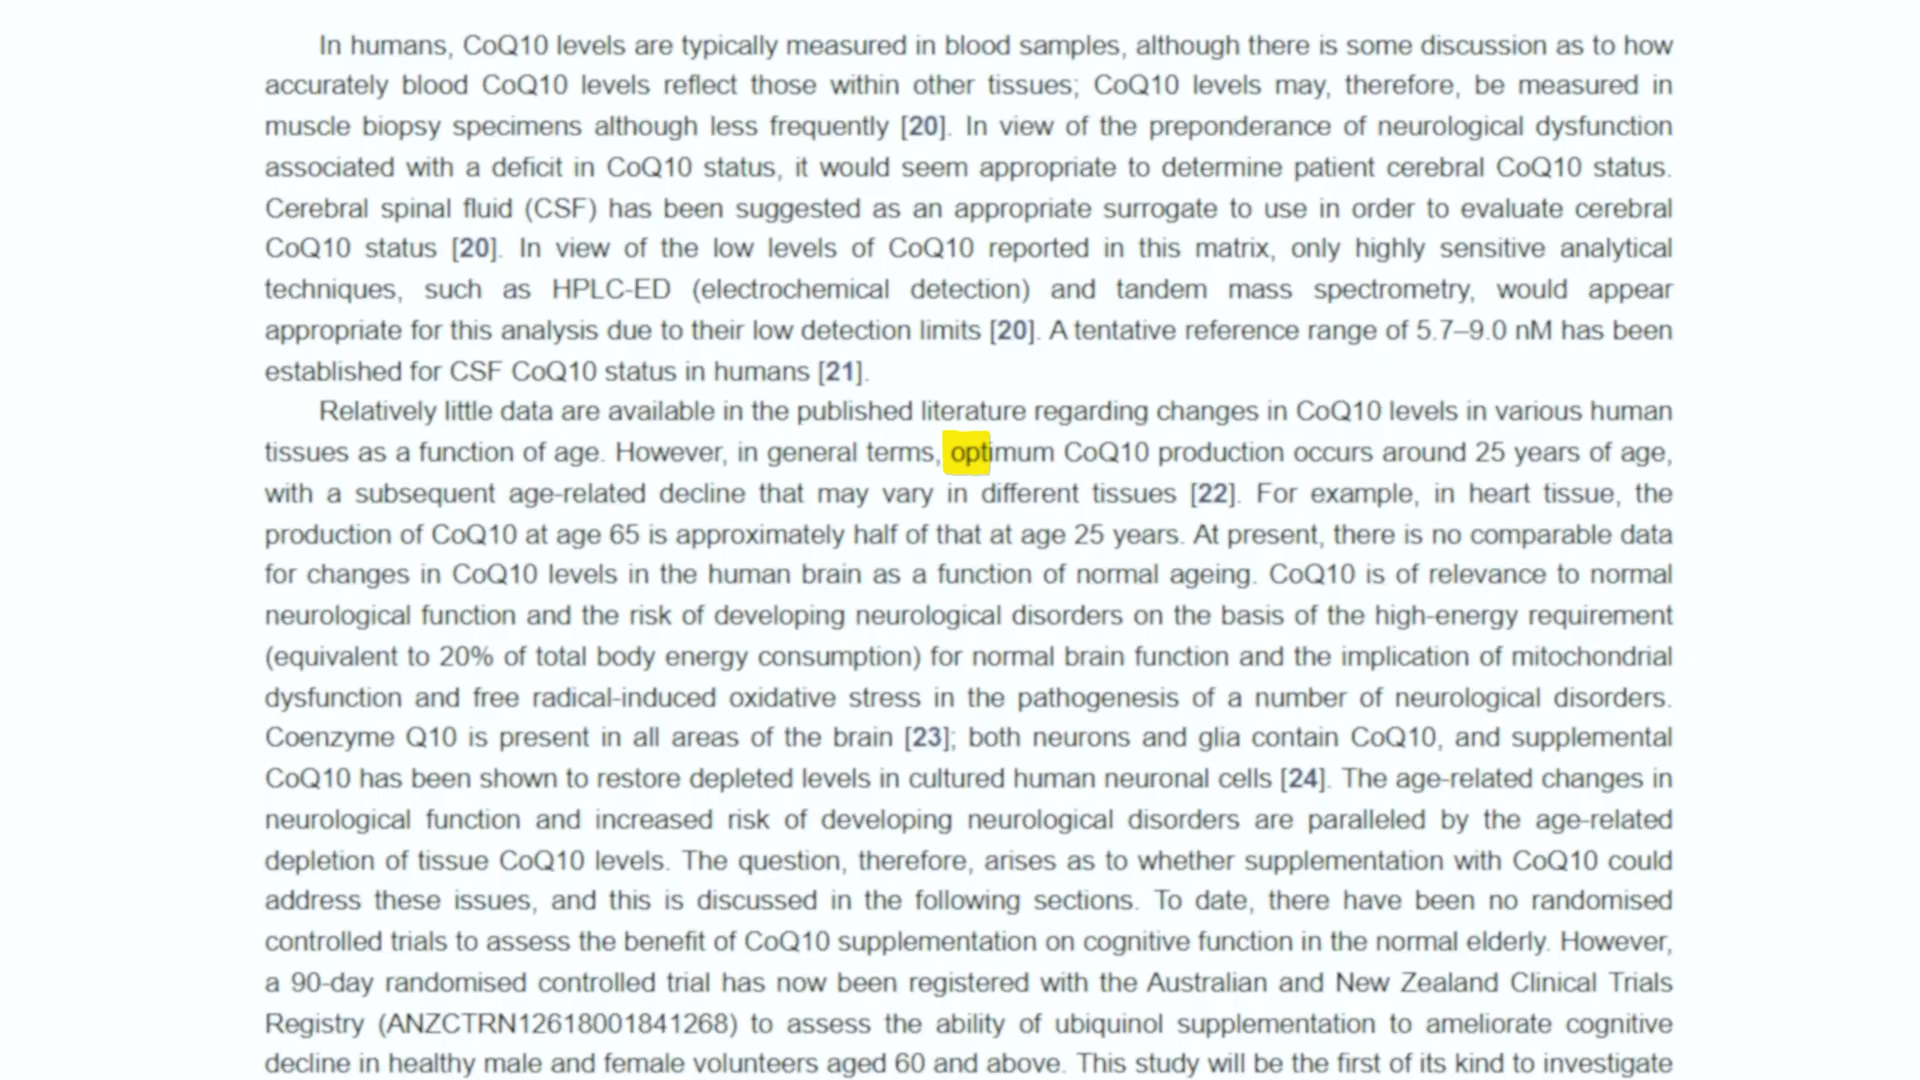 In humans, CoQ10 levels are typically measured in blood samples, although there is some discussion as to how
accurately blood CoQ10 levels reflect those within other tissues; CoQ10 levels may, therefore, be measured in
muscle biopsy specimens although less frequently [20]. In view of the preponderance of neurological dysfunction
associated with a deficit in CoQ10 status, it would seem appropriate to determine patient cerebral CoQ10 status.
Cerebral spinal fluid (CSF) has been suggested as an appropriate surrogate to use in order to evaluate cerebral
CoQ10 status [20]. In view of the low levels of CoQ10 reported in this matrix, only highly sensitive analytical
techniques, such as HPLC-ED (electrochemical detection) and tandem mass spectrometry, would appear
appropriate for this analysis due to their low detection limits [20]. A tentative reference range of 5.7–9.0 nM has been
established for CSF CoQ10 status in humans [21].
Relatively little data are available in the published literature regarding changes in CoQ10 levels in various human
tissues as a function of age. However, in general terms, optimum CoQ10 production occurs around 25 years of age,
with a subsequent age-related decline that may vary in different tissues [22]. For example, in heart tissue, the
production of CoQ10 at age 65 is approximately half of that at age 25 years. At present, there is no comparable data
for changes in CoQ10 levels in the human brain as a function of normal ageing. CoQ10 is of relevance to normal
neurological function and the risk of developing neurological disorders on the basis of the high-energy requirement
(equivalent to 20% of total body energy consumption) for normal brain function and the implication of mitochondrial
dysfunction and free radical-induced oxidative stress in the pathogenesis of a number of neurological disorders.
Coenzyme Q10 is present in all areas of the brain [23]; both neurons and glia contain CoQ10, and supplemental
CoQ10 has been shown to restore depleted levels in cultured human neuronal cells [24]. The age-related changes in
neurological function and increased risk of developing neurological disorders are paralleled by the age-related
depletion of tissue CoQ10 levels. The question, therefore, arises as to whether supplementation with CoQ10 could
address these issues, and this is discussed in the following sections. To date, there have been no randomised
controlled trials to assess the benefit of CoQ10 supplementation on cognitive function in the normal elderly. However,
a 90-day randomised controlled trial has now been registered with the Australian and New Zealand Clinical Trials
Registry (ANZCTRN12618001841268) to assess the ability of ubiquinol supplementation to ameliorate cognitive
decline in healthy male and female volunteers aged 60 and above. This study will be the first of its kind to investigate